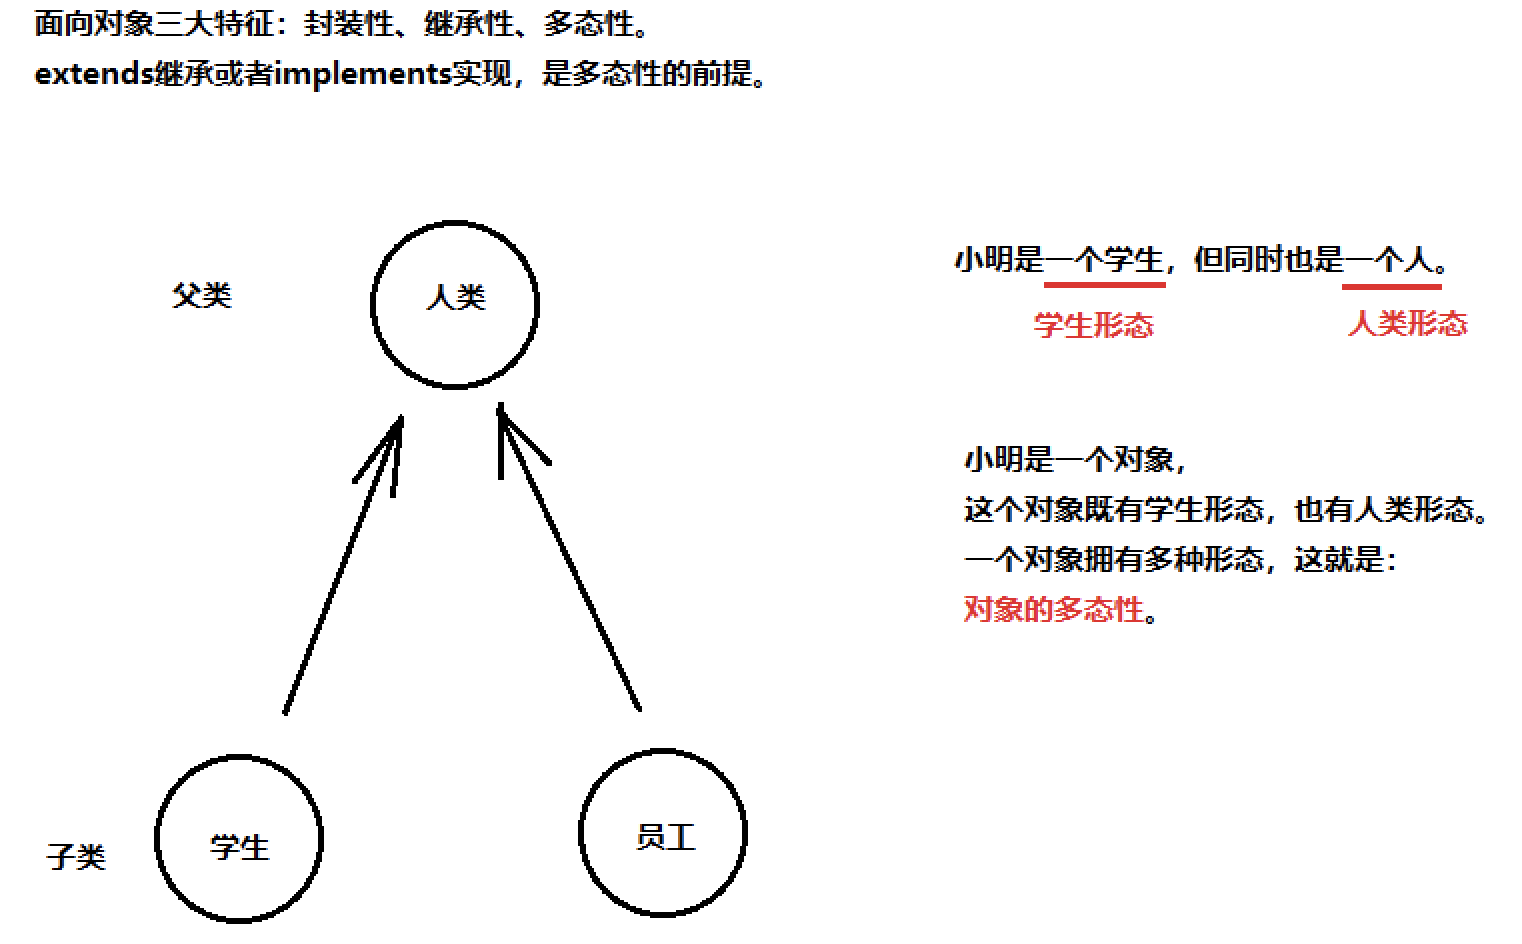 面向对象三大特征：封装性、继承性、多态性。
extends继承或者implements实现，是多态性的前提。
父类
人类
小明是一个学生，但同时也是一个人。
学生形态
人类形态
小明是一个对象，
这个对象既有学生形态，也有人类形态。
一个对象拥有多种形态，这就是：
对象的多态性。
子类
学生
员工